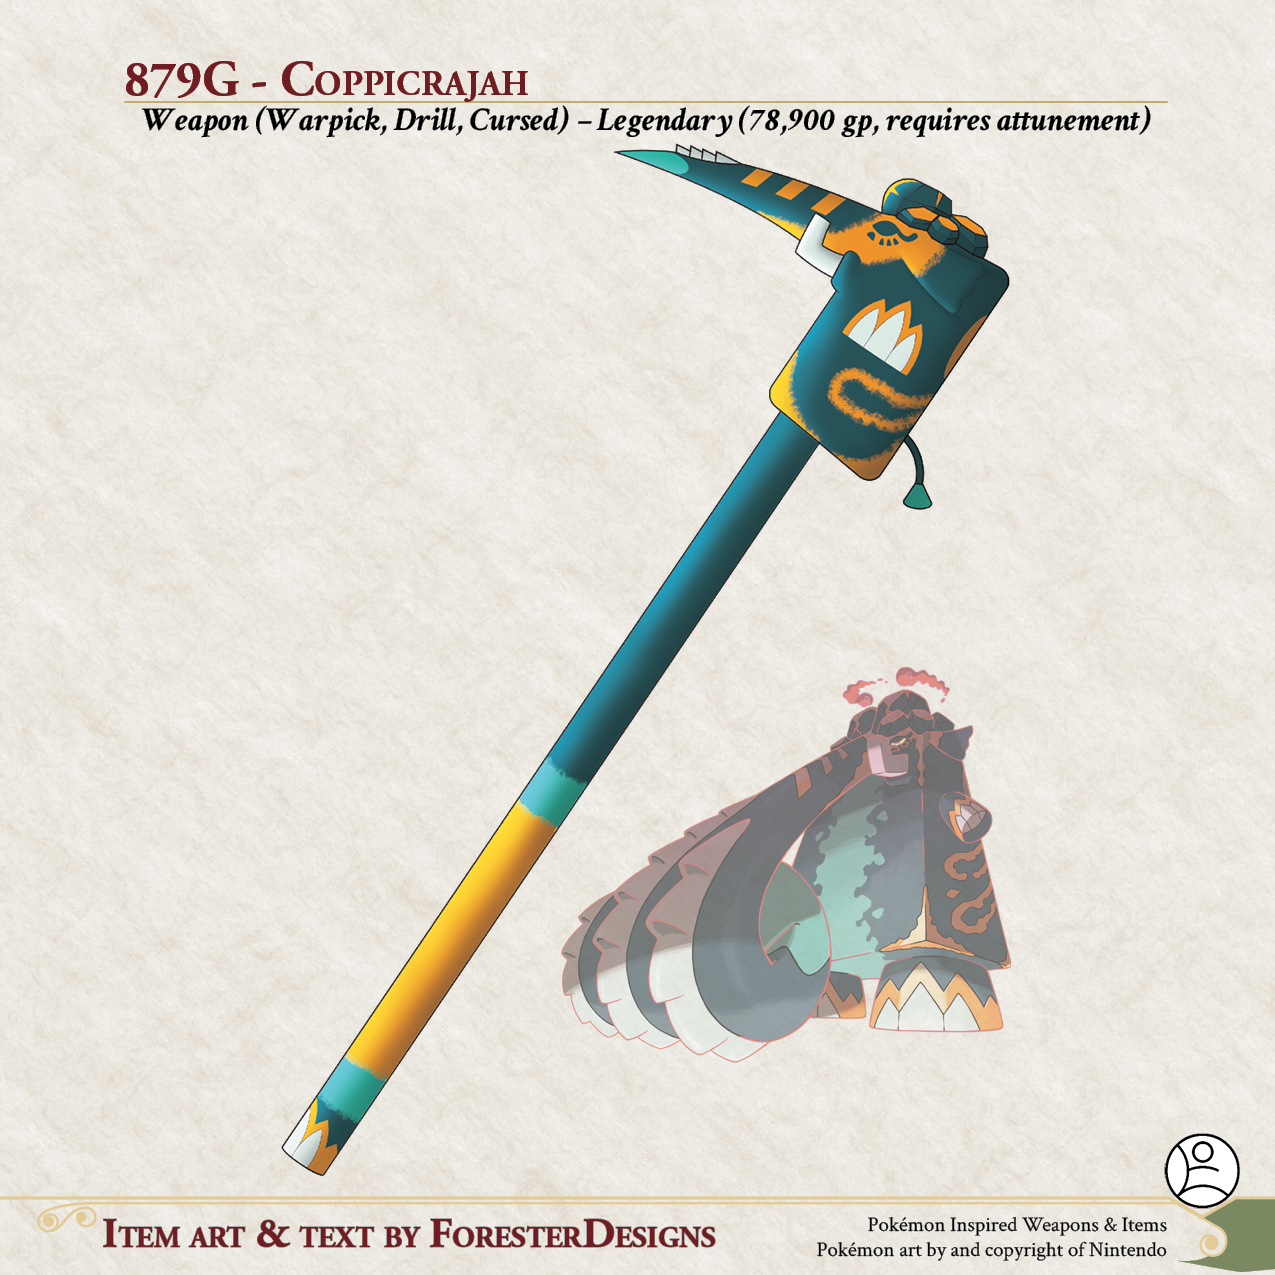 879G - Coppicrajah
Weapon (Warpick, Drill, Cursed) – Legendary (78,900 gp, requires attunement)
Item art & text by ForesterDesigns
Pokémon Inspired Weapons & Items
Pokémon art by and copyright of Nintendo